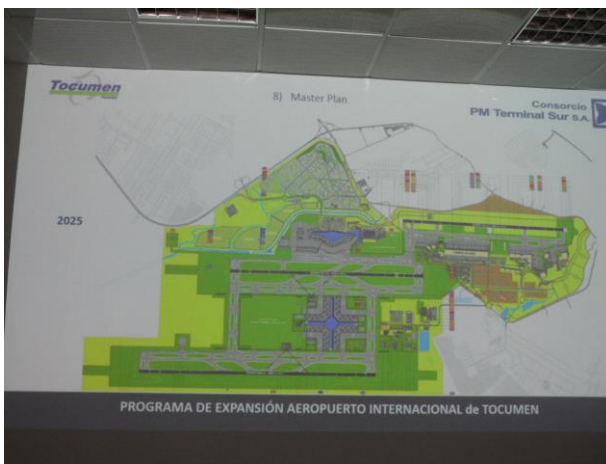 Tocumen
8) Master Plan
Consorcio
PM Terminal Sur S.A.
2025
PROGRAMA DE EXPANSIÓN AEROPUERTO INTERNACIONAL de TOCUMEN